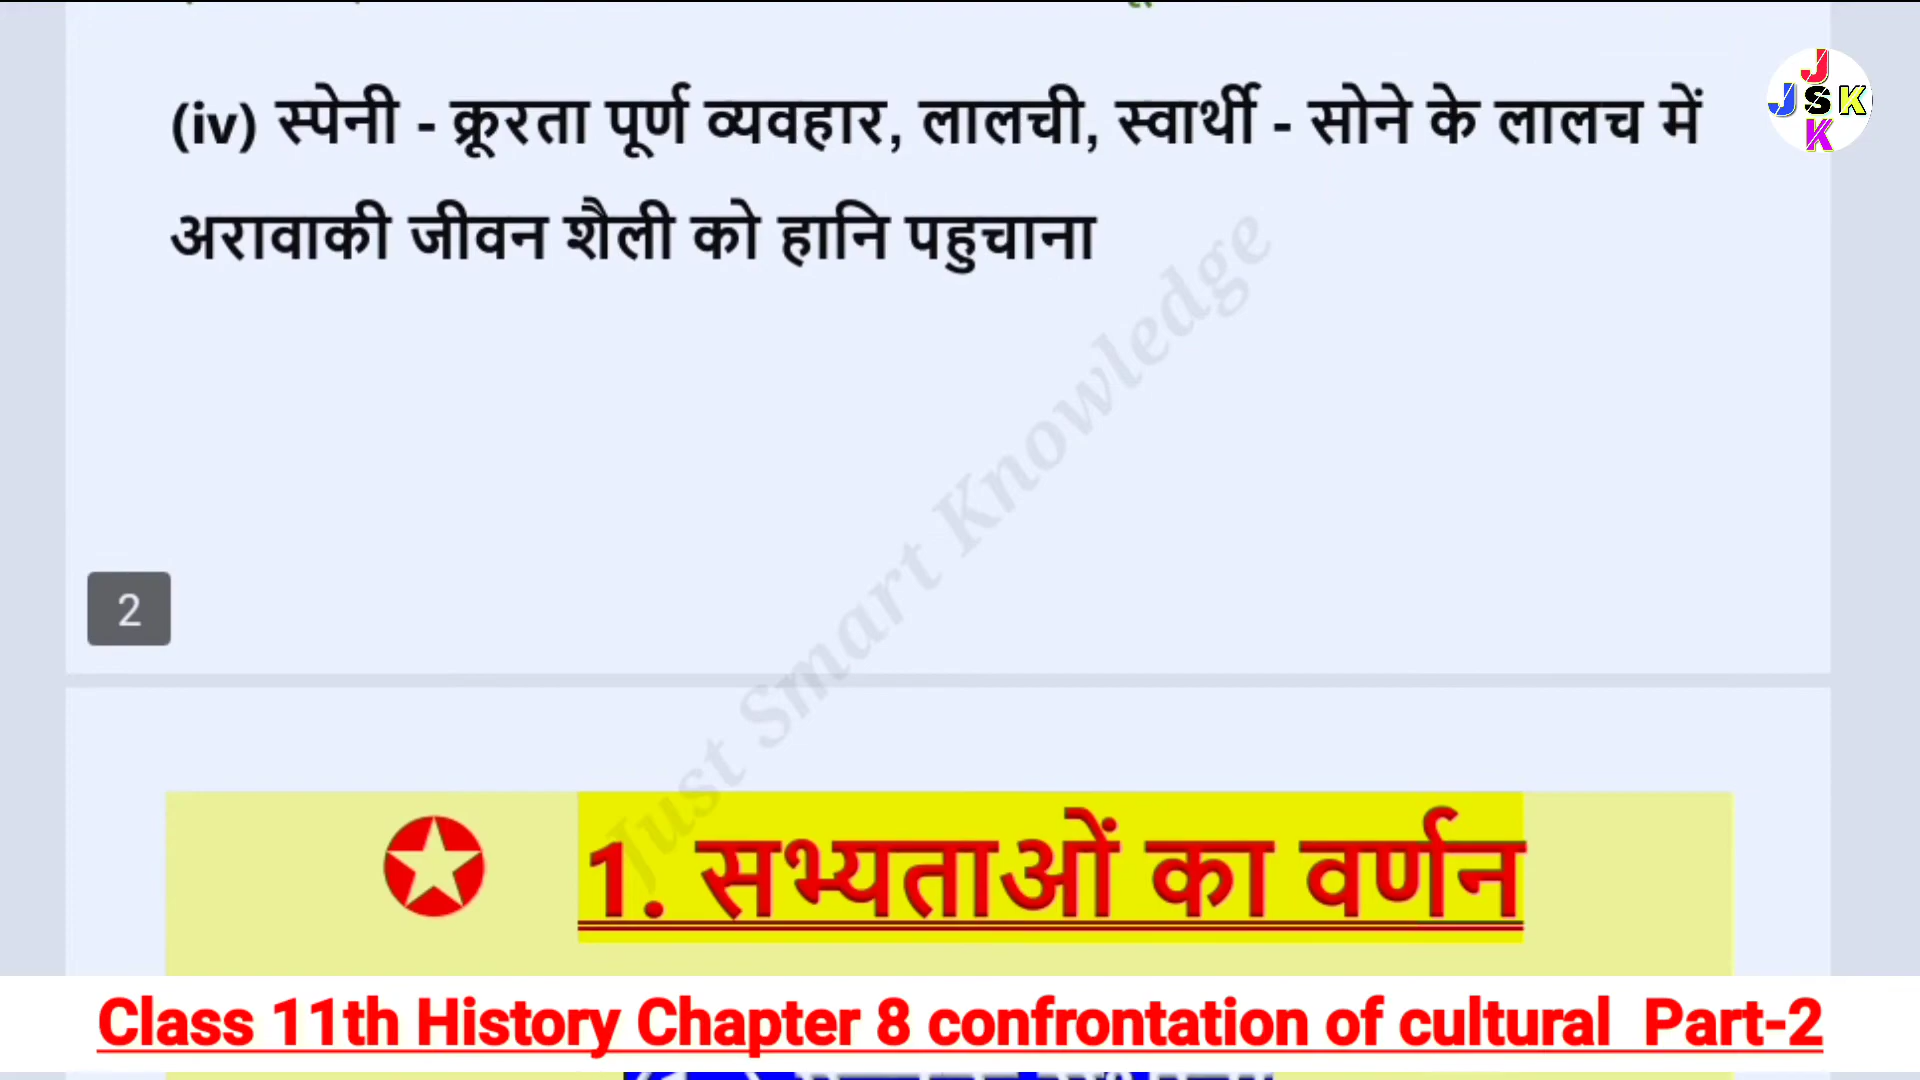 (iv) स्पेनी - क्रूरता पूर्ण व्यवहार, लालची, स्वार्थी - सोने के लालच में
अरावाकी जीवन शैली को हानि पहुचाना
J
J S K
K
Just Smart Knowledge
2
1. सभ्यताओं का वर्णन
Class 11th History Chapter 8 confrontation of cultural Part-2